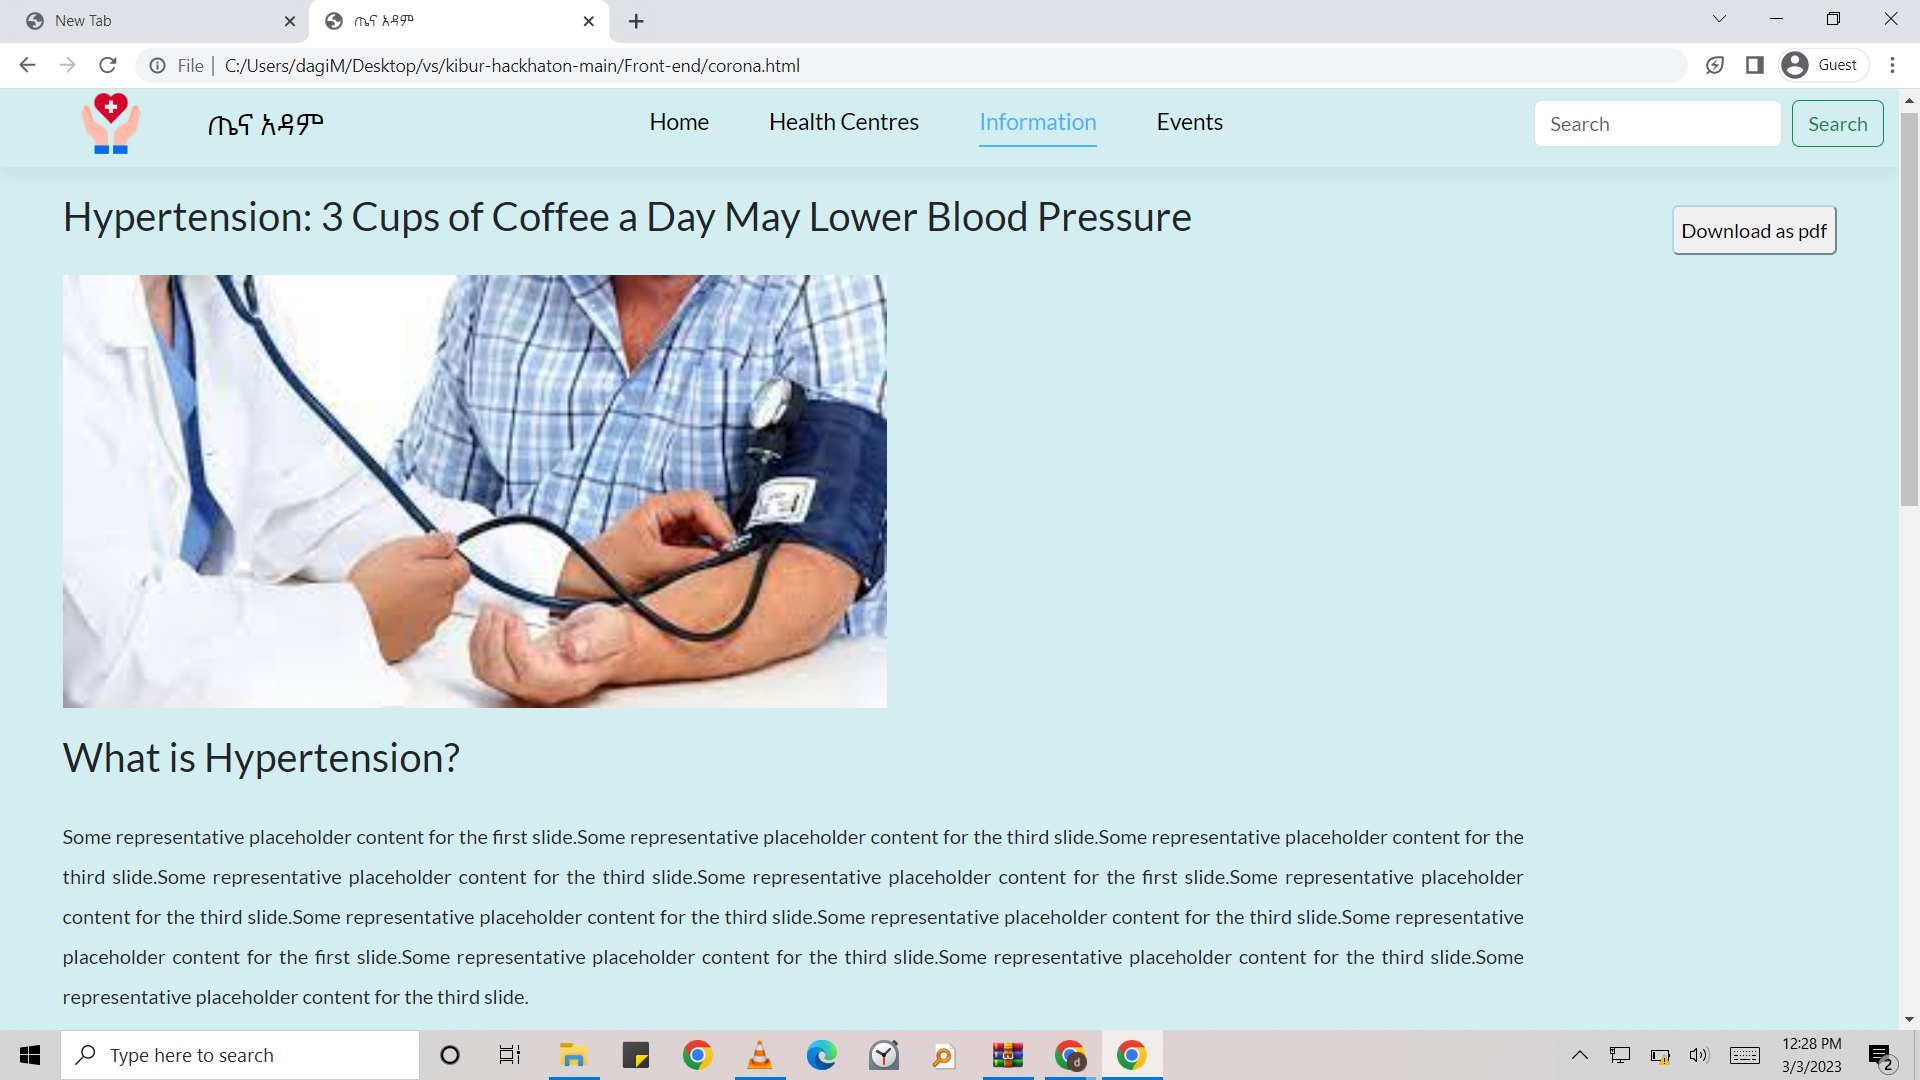 New Tab
ጤና አዳም
File
C:/Users/dagiM/Desktop/vs/kibur-hackhaton-main/Front-end/corona.html
Guest
ጤና አዳም
Home
Health Centres
Information
Events
Search
Search
Hypertension: 3 Cups of Coffee a Day May Lower Blood Pressure
Download as pdf
What is Hypertension?
Some representative placeholder content for the first slide.Some representative placeholder content for the third slide.Some representative placeholder content for the
third slide.Some representative placeholder content for the third slide.Some representative placeholder content for the first slide.Some representative placeholder
content for the third slide.Some representative placeholder content for the third slide.Some representative placeholder content for the third slide.Some representative
placeholder content for the first slide.Some representative placeholder content for the third slide.Some representative placeholder content for the third slide.Some
representative placeholder content for the third slide.
Type here to search
d
12:28 PM
3/3/2023
2